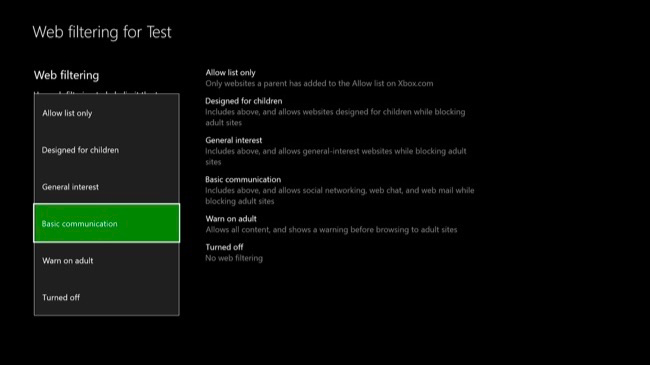 Web filtering for Test
Web filtering
Allow list only
Designed for children
General interest
Basic communication
Warn on adult
Turned off
Allow list only
Only websites a parent has added to the Allow list on Xbox.com
Designed for children
Includes above, and allows websites designed for children while blocking
adult sites
General interest
Includes above, and allows general-interest websites while blocking adult
sites
Basic communication
Includes above, and allows social networking, web chat, and web mail while
blocking adult sites
Warn on adult
Allows all content, and shows a warning before browsing to adult sites
Turned off
No web filtering